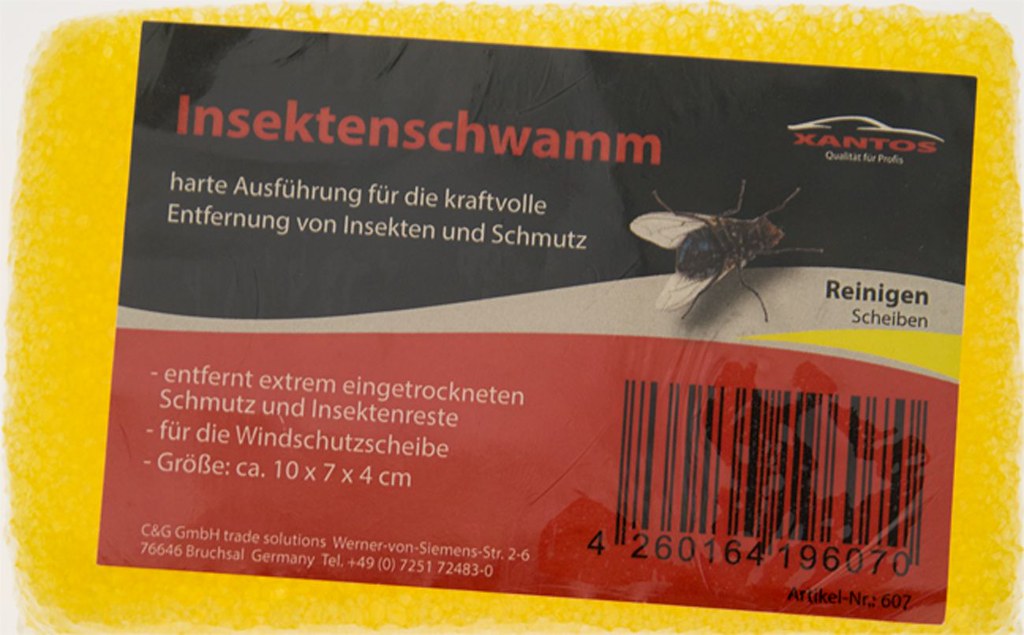 Insektenschwamm
XANTOS
Qualität für Profis
harte Ausführung für die kraftvolle
Entfernung von Insekten und Schmutz
Reinigen
Scheiben
- entfernt extrem eingetrockneten
Schmutz und Insektenreste
- für die Windschutzscheibe
- Größe: ca. 10 x 7 x 4 cm
C&G GmbH trade solutions Werner-von-Siemens-Str. 2-6
76646 Bruchsal Germany Tel. +49 (0) 7251 72483-0
4 260164 196070
Artikel-Nr.: 607